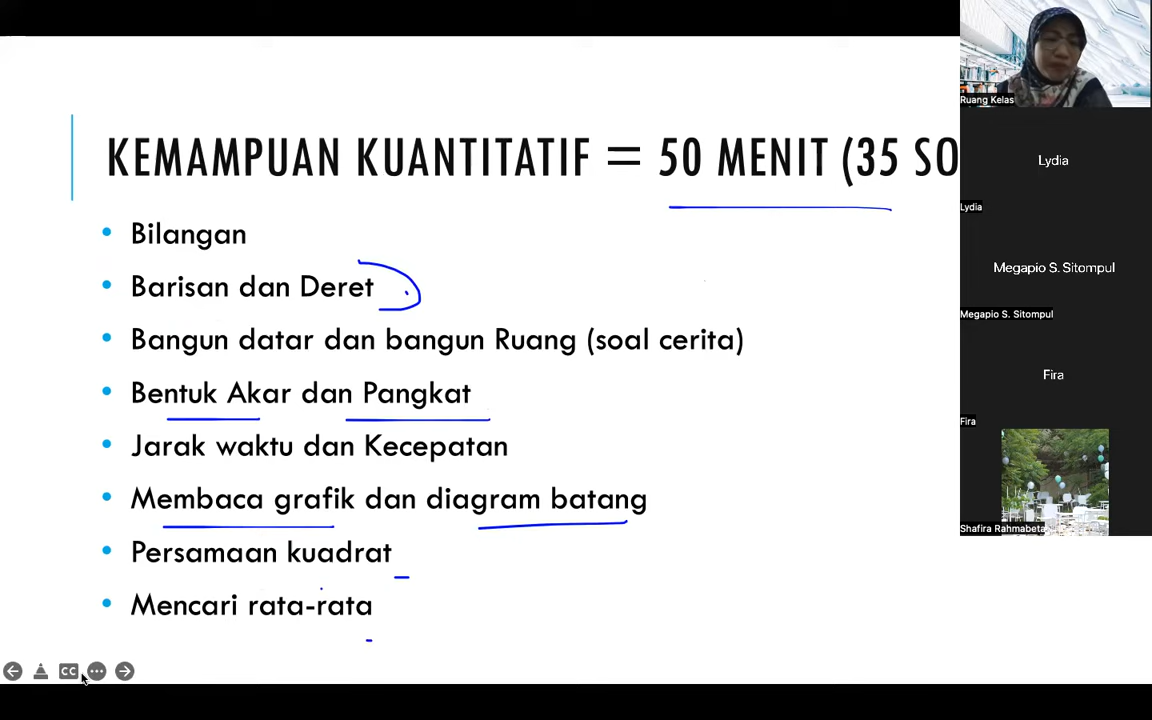 KEMAMPUAN KUANTITATIF = 50 MENIT (35 SO
• Bilangan
• Barisan dan Deret
• Bangun datar dan bangun Ruang (soal cerita)
• Bentuk Akar dan Pangkat
• Jarak waktu dan Kecepatan
• Membaca grafik dan diagram batang
• Persamaan kuadrat
• Mencari rata-rata
CC
Ruang Kelas
Lydia
Lydia
Megapio S. Sitompul
Megapio S. Sitompul
Fira
Fira
Shafira Rahmabeta